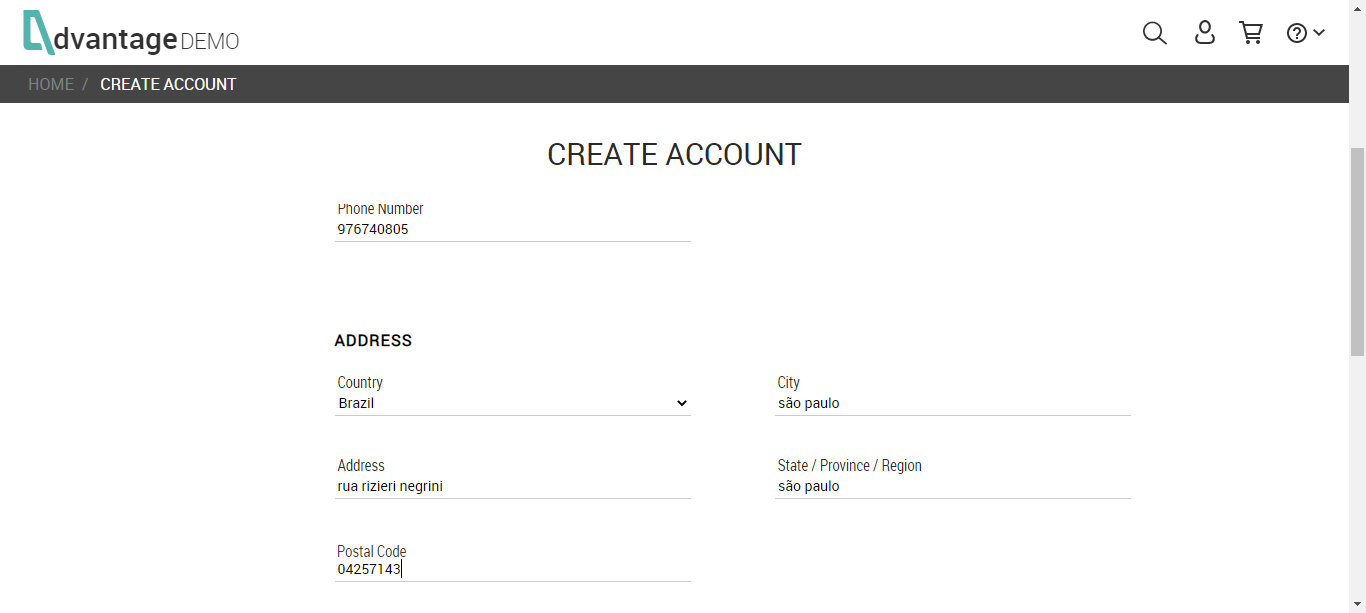 dvantage DEMO
HOME / CREATE ACCOUNT
CREATE ACCOUNT
Phone Number
976740805
ADDRESS
Country
Brazil
City
são paulo
Address
rua rizieri negrini
State / Province / Region
são paulo
Postal Code
04257143